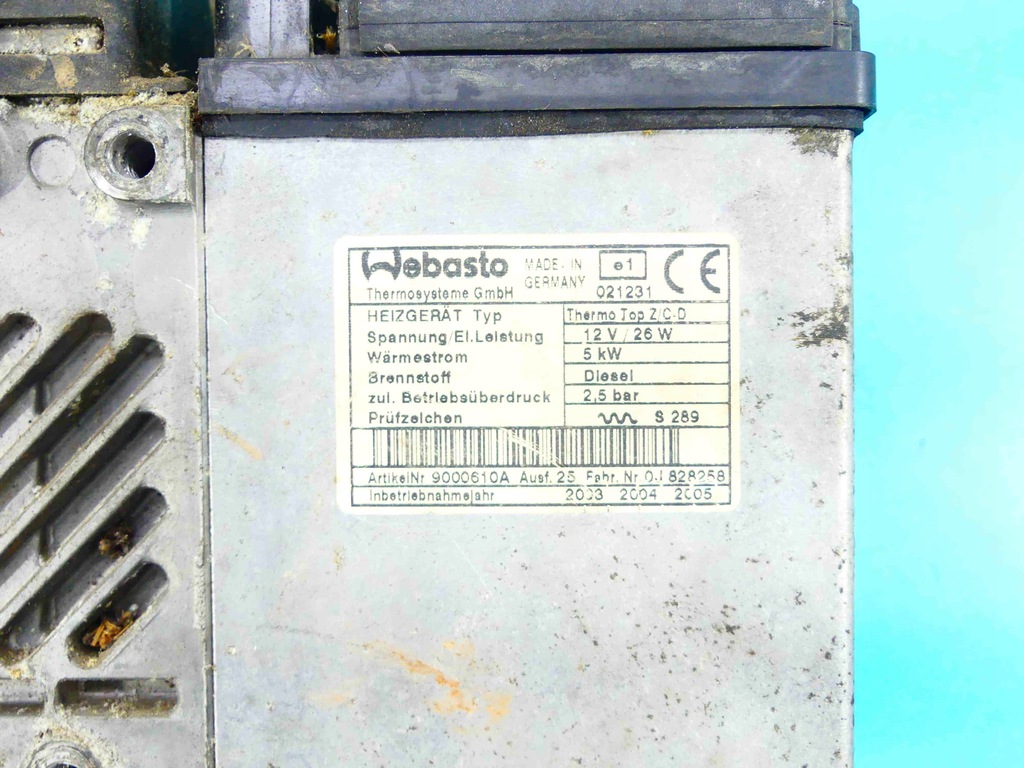 Webasto MADE IN GERMANY e1
Thermosysteme GmbH 021231 CE
HEIZGERÄT Typ Thermo Top Z/C-D
Spannung/El.Leistung 12 V / 26 W
Wärmestrom 5 kW
Brennstoff Diesel
zul. Betriebsüberdruck 2,5 bar
Prüfzeichen S 289
ArtikelNr 9000610A Ausf. 25 Fahr. Nr 828258
Inbetriebnahmejahr 2003 2004 2005